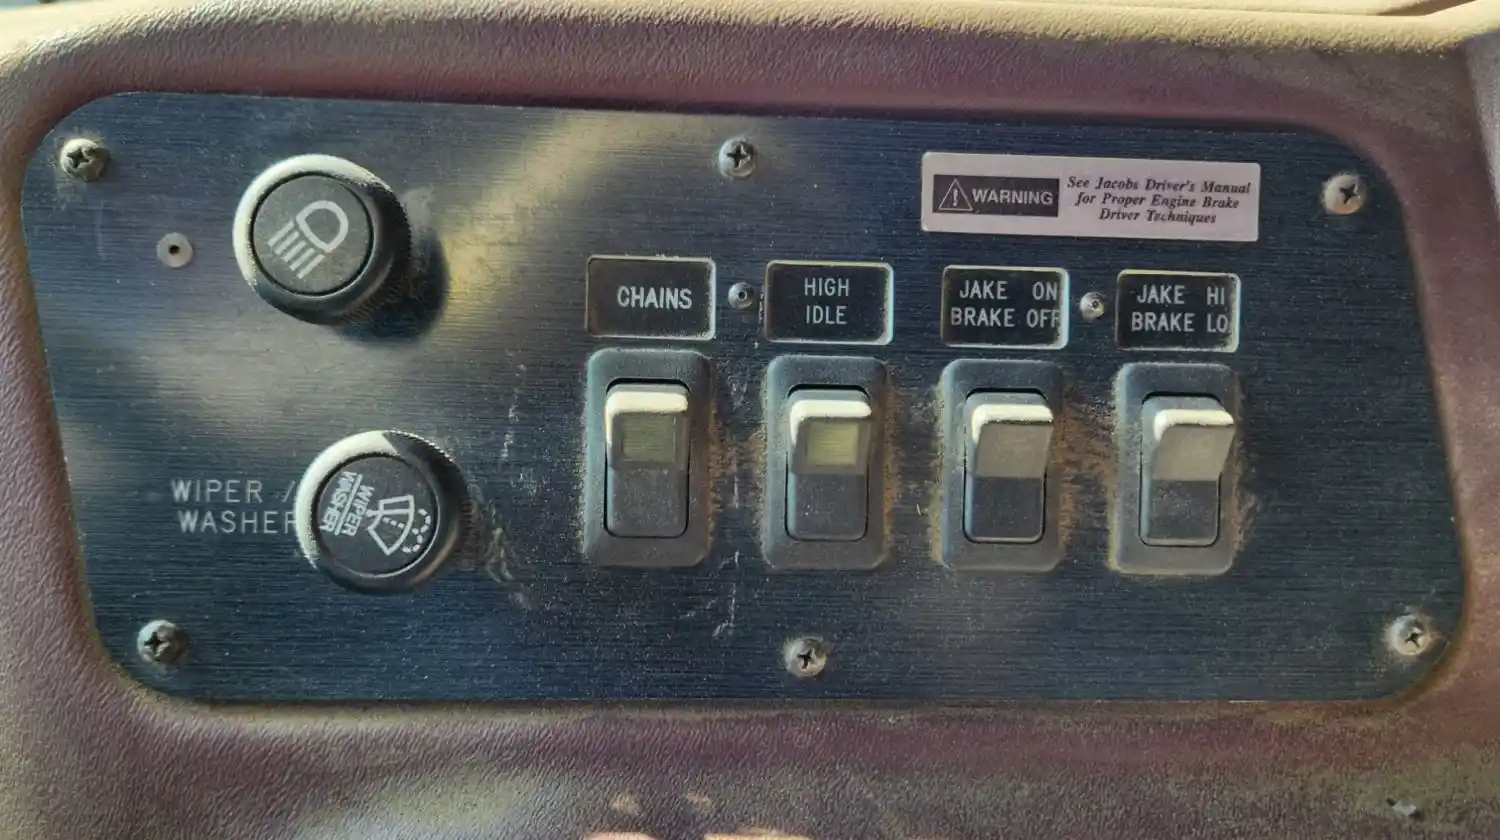 WARNING
See Jacobs Driver's Manual
for Proper Engine Brake
Driver Techniques
CHAINS
HIGH
IDLE
JAKE ON
BRAKE OFF
JAKE HI
BRAKE LO
WIPER /
WASHER
WIPER
WASHER